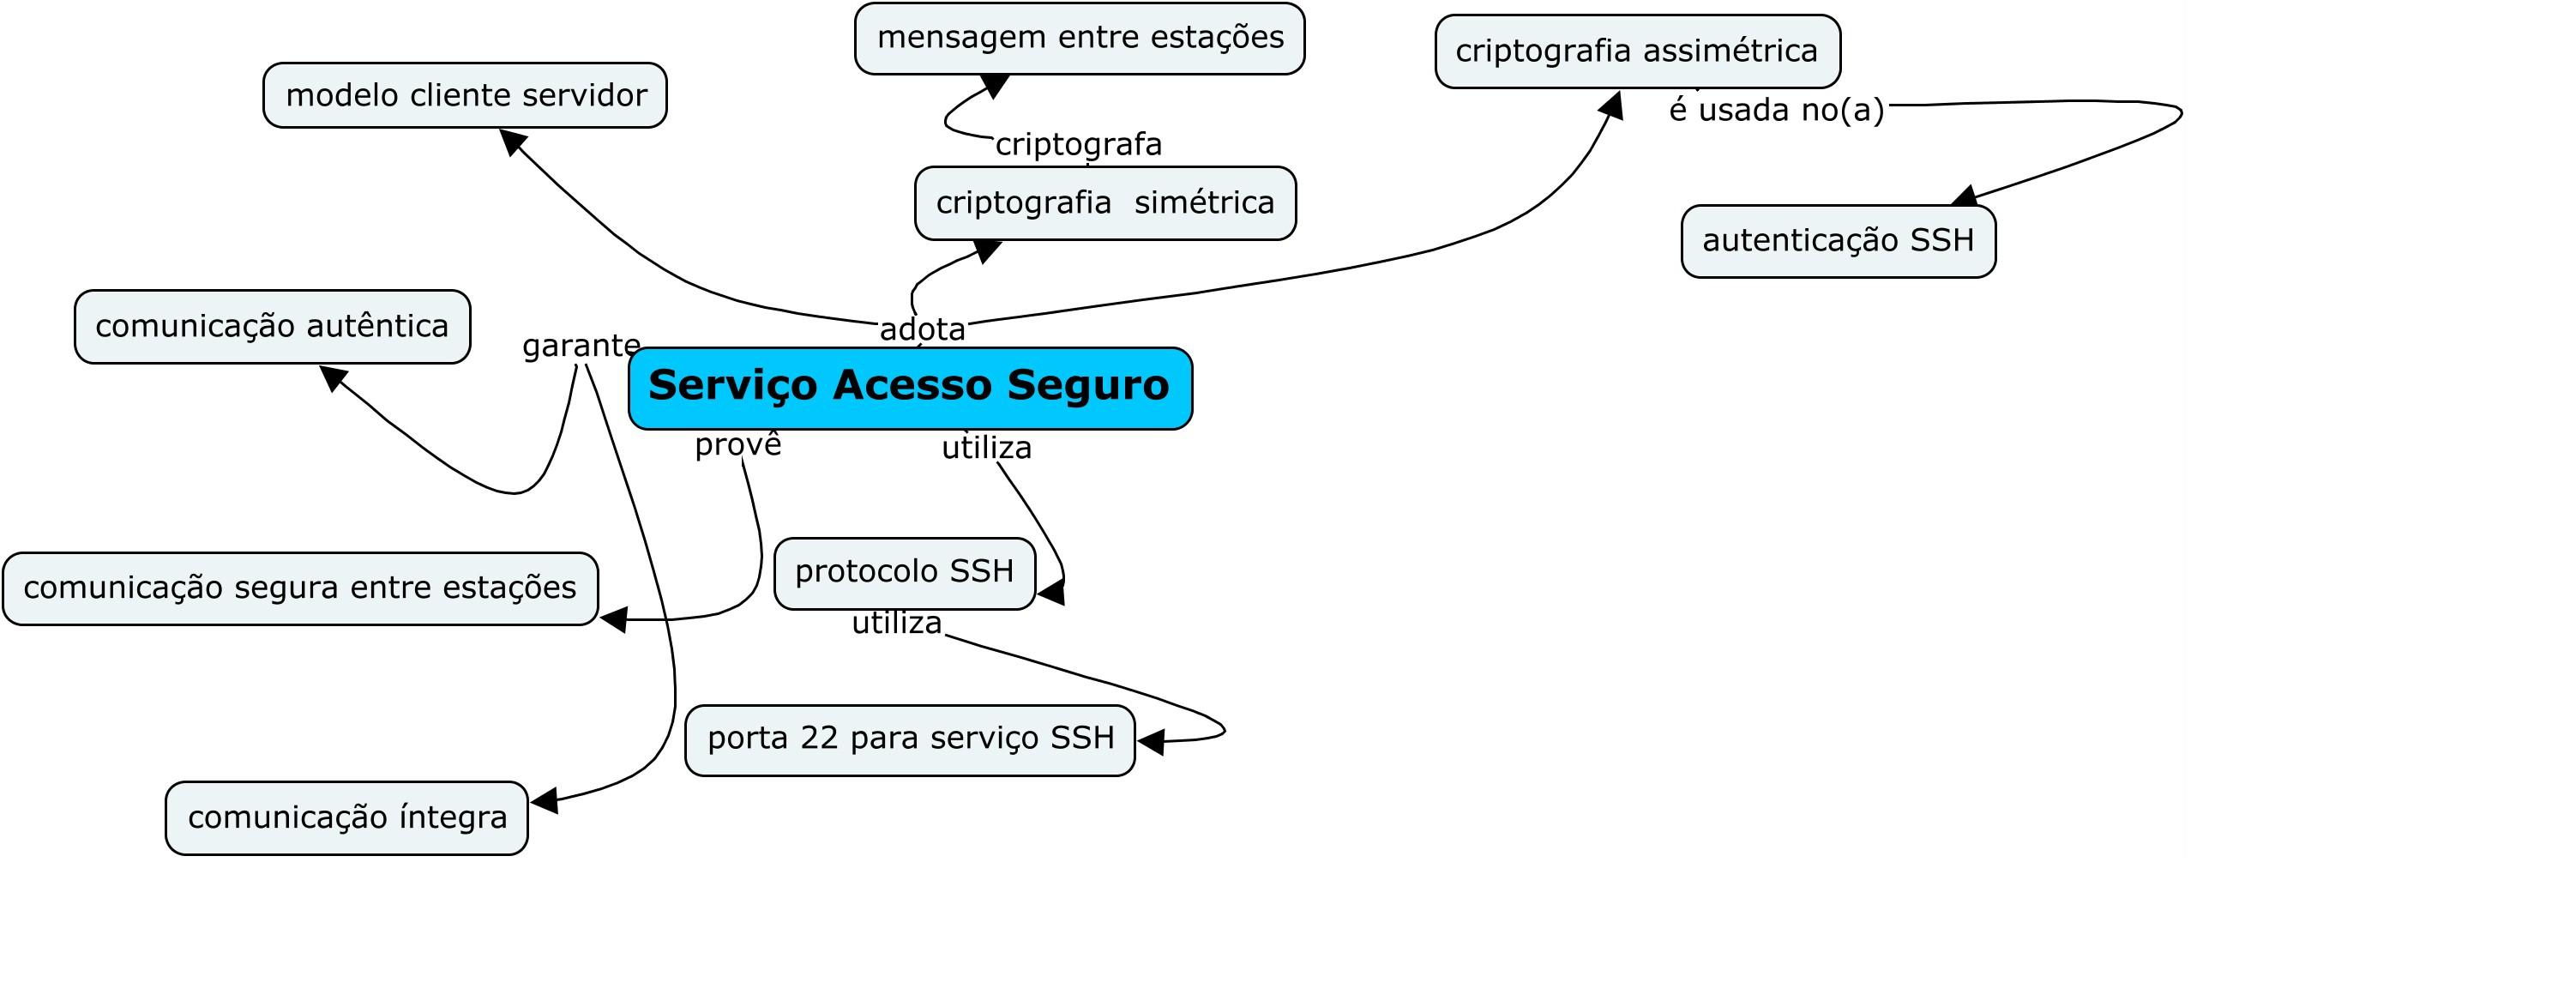 mensagem entre estações
criptografia assimétrica
modelo cliente servidor
é usada no(a)
criptografa
criptografia  simétrica
autenticação SSH
comunicação autêntica
adota
garante
Serviço Acesso Seguro
provê
utiliza
protocolo SSH
comunicação segura entre estações
utiliza
porta 22 para serviço SSH
comunicação íntegra